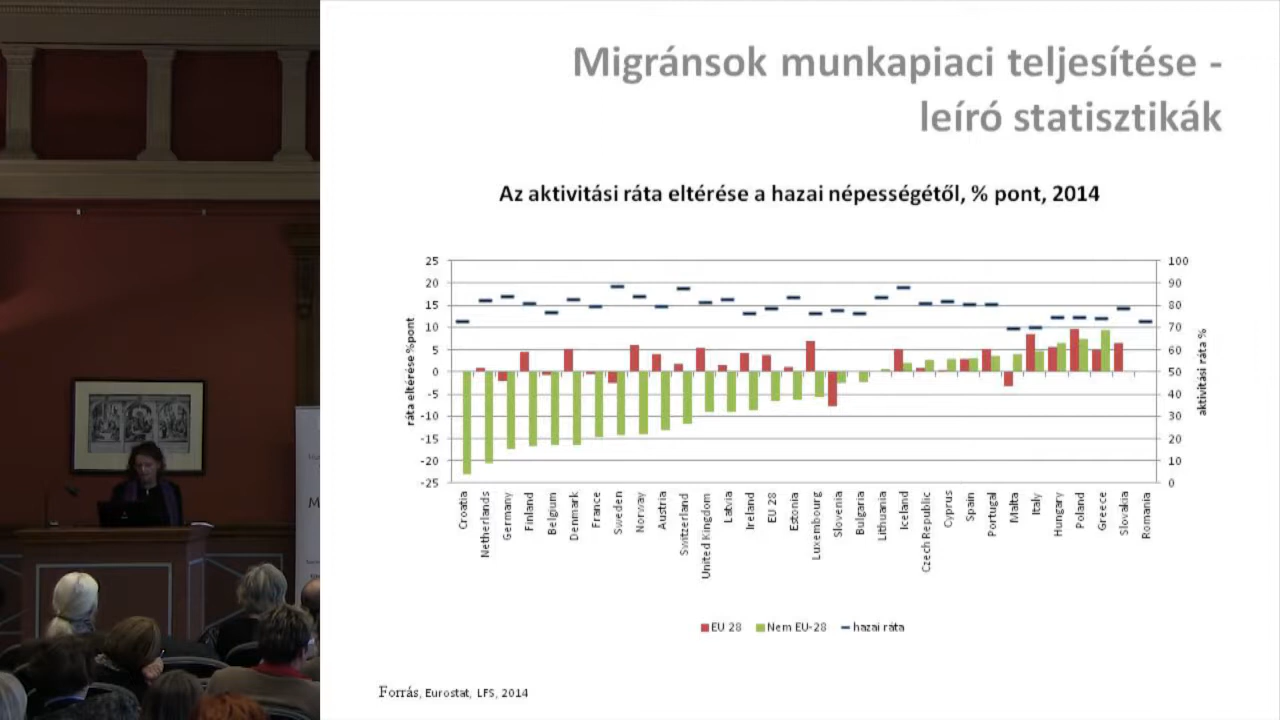 Migránsok munkapiaci teljesítése -
leíró statisztikák
Az aktivitási ráta eltérése a hazai népességétől, % pont, 2014
ráta eltérése %pont
25
20
15
10
5
0
-5
-10
-15
-20
-25
100
90
80
70
60
50
40
30
20
10
0
aktivitási ráta %
Croatia
Netherlands
Germany
Finland
Belgium
Denmark
France
Sweden
Norway
Austria
Switzerland
United Kingdom
Latvia
Ireland
EU 28
Estonia
Luxembourg
Slovenia
Bulgaria
Lithuania
Iceland
Czech Republic
Cyprus
Spain
Portugal
Malta
Italy
Hungary
Poland
Greece
Slovakia
Romania
EU 28 Nem EU-28 hazai ráta
Forrás, Eurostat, LFS, 2014